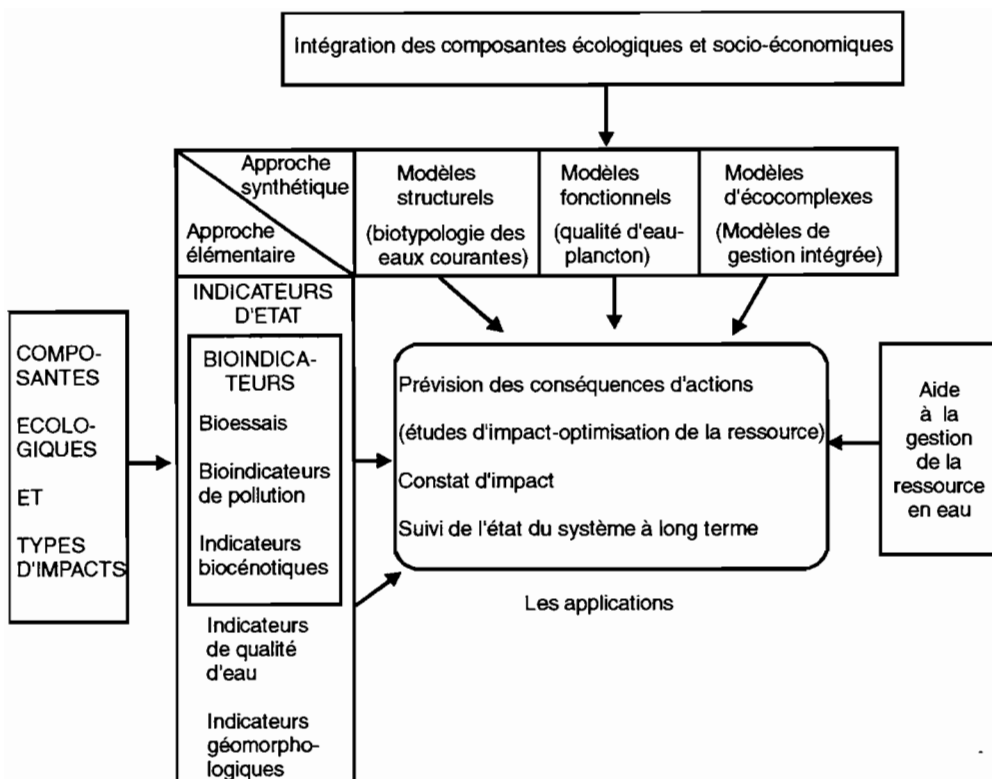 Intégration des composantes écologiques et socio-économiques
Approche
synthétique
Approche
élémentaire
Modèles
structurels
(biotypologie des
eaux courantes)
Modèles
fonctionnels
(qualité d'eau-
plancton)
Modèles
d'écocomplexes
(Modèles de
gestion intégrée)
COMPO-
SANTES
ECOLO-
GIQUES
ET
TYPES
D'IMPACTS
INDICATEURS
D'ETAT
BIOINDICA-
TEURS
Bioessais
Bioindicateurs
de pollution
Indicateurs
biocénotiques
Indicateurs
de qualité
d'eau
Indicateurs
géomorpho-
logiques
Prévision des conséquences d'actions
(études d'impact-optimisation de la ressource)
Constat d'impact
Suivi de l'état du système à long terme
Les applications
Aide
à la
gestion
de la
ressource
en eau